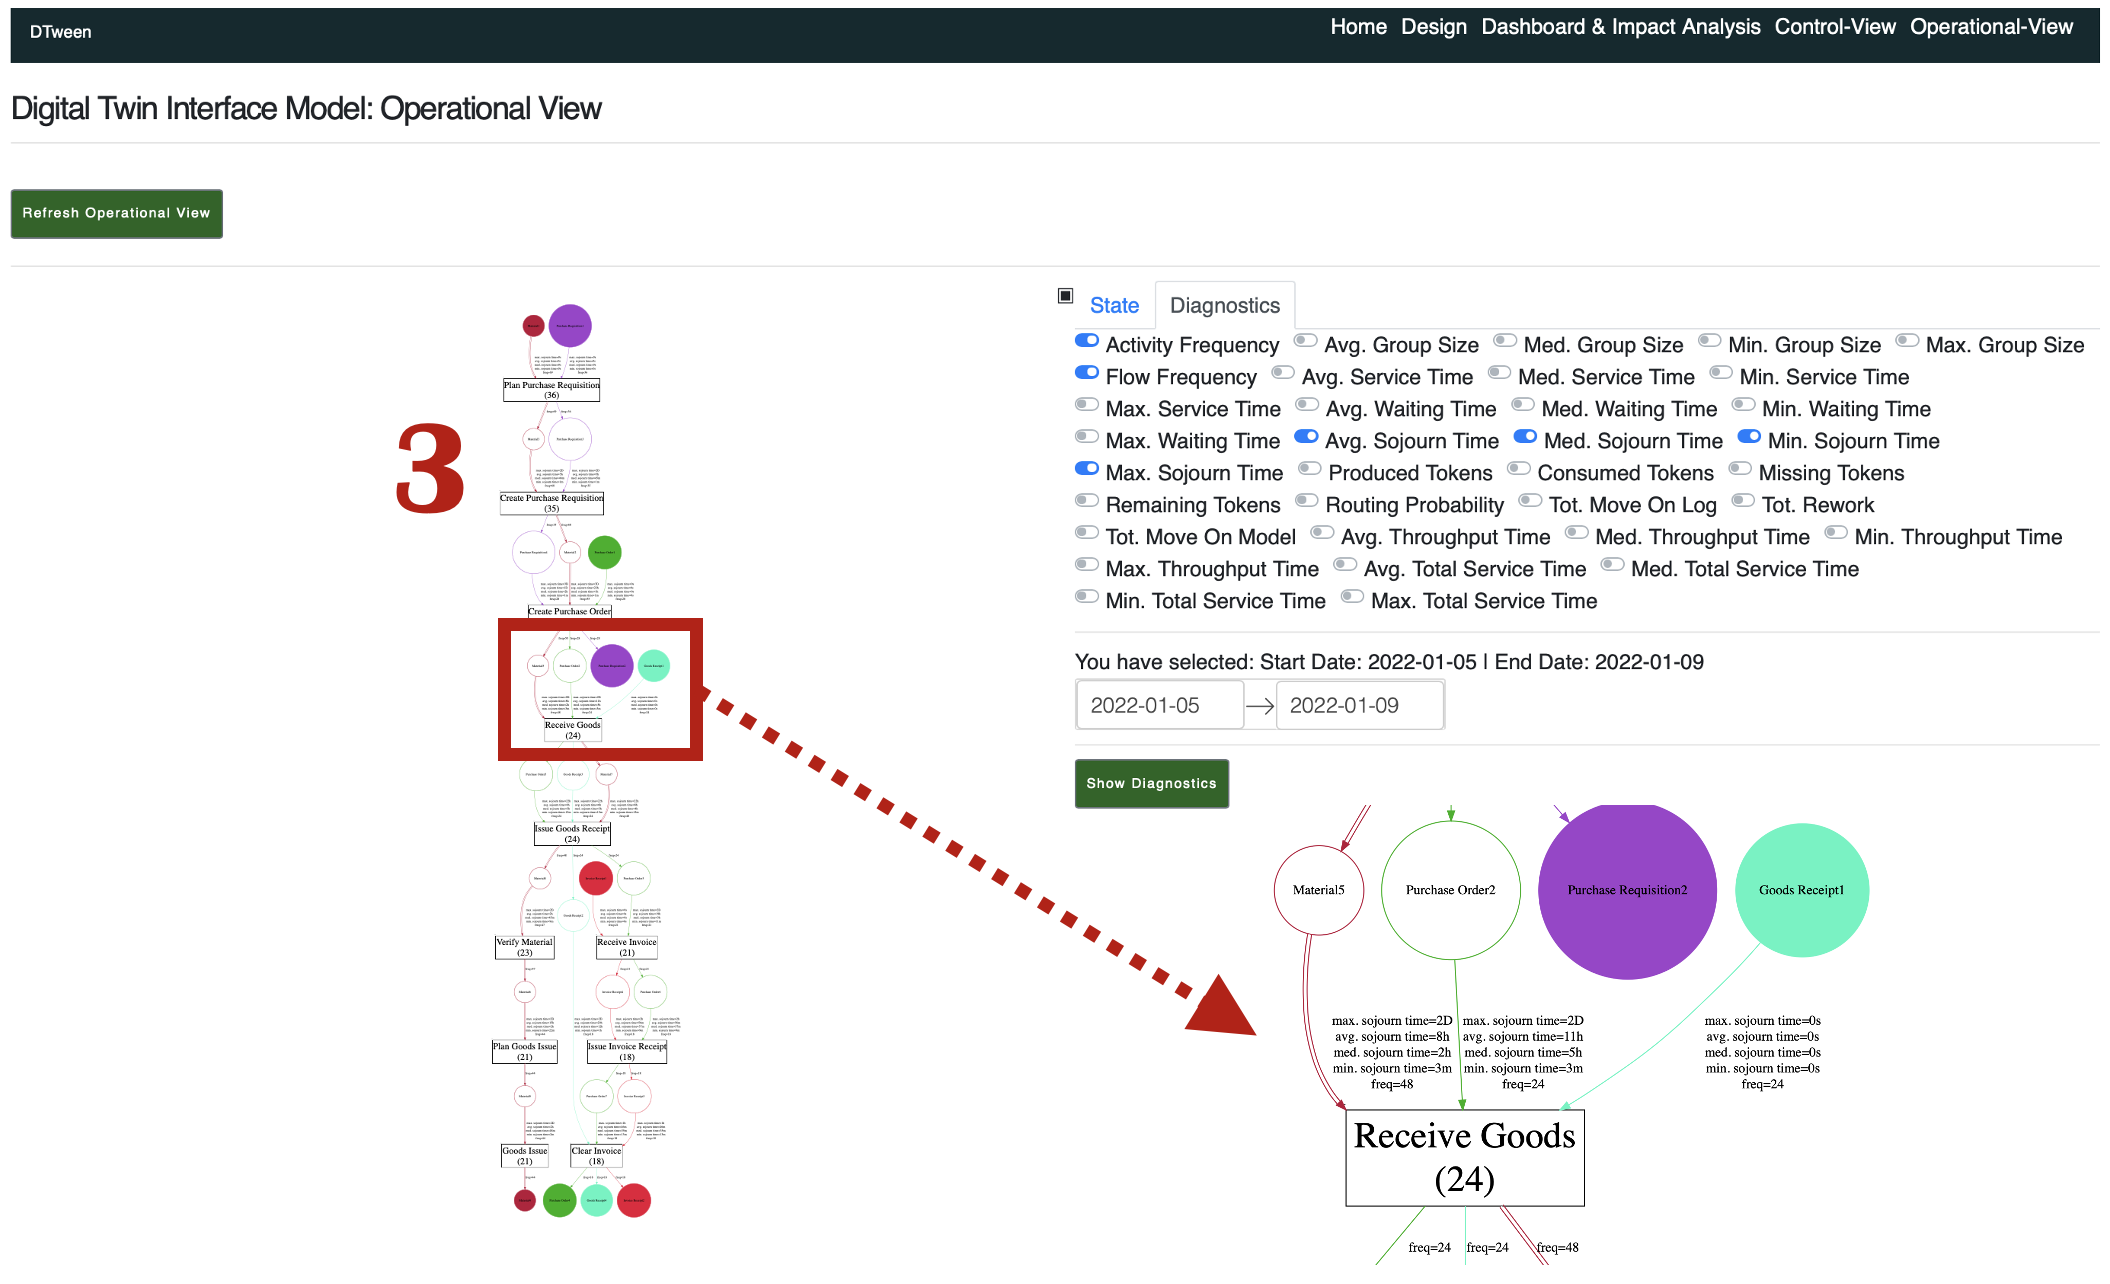 DTween
Home Design Dashboard & Impact Analysis Control-View Operational-View
Digital Twin Interface Model: Operational View
Refresh Operational View
3
Plan Purchase Requisition
(36)
Create Purchase Requisition
(35)
Create Purchase Order
Receive Goods
(24)
Issue Goods Receipt
(24)
Verify Material
(23)
Receive Invoice
(21)
Plan Goods Issue
(21)
Issue Invoice Receipt
(18)
Goods Issue
(21)
Clear Invoice
(18)
State Diagnostics
Activity Frequency Avg. Group Size Med. Group Size Min. Group Size Max. Group Size
Flow Frequency Avg. Service Time Med. Service Time Min. Service Time
Max. Service Time Avg. Waiting Time Med. Waiting Time Min. Waiting Time
Max. Waiting Time Avg. Sojourn Time Med. Sojourn Time Min. Sojourn Time
Max. Sojourn Time Produced Tokens Consumed Tokens Missing Tokens
Remaining Tokens Routing Probability Tot. Move On Log Tot. Rework
Tot. Move On Model Avg. Throughput Time Med. Throughput Time Min. Throughput Time
Max. Throughput Time Avg. Total Service Time Med. Total Service Time
Min. Total Service Time Max. Total Service Time
You have selected: Start Date: 2022-01-05 | End Date: 2022-01-09
2022-01-05 → 2022-01-09
Show Diagnostics
Material5 Purchase Order2 Purchase Requisition2 Goods Receipt1
max. sojourn time=2D max. sojourn time=2D max. sojourn time=0s
avg. sojourn time=8h avg. sojourn time=11h avg. sojourn time=0s
med. sojourn time=2h med. sojourn time=5h med. sojourn time=0s
min. sojourn time=3m min. sojourn time=3m min. sojourn time=0s
freq=48 freq=24 freq=24
Receive Goods
(24)
freq=24 freq=24 freq=48